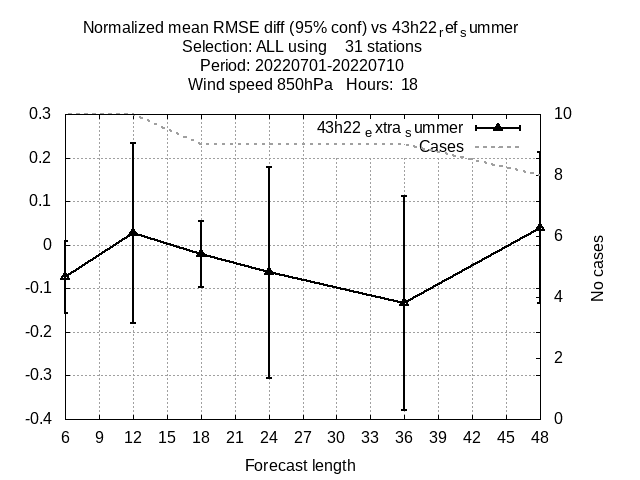 Normalized mean RMSE diff (95% conf) vs 43h22refsummer
Selection: ALL using 31 stations
Period: 20220701-20220710
Wind speed 850hPa Hours: 18
0.3
0.2
0.1
0
-0.1
-0.2
-0.3
-0.4
43h22extrasummer
Cases
10
8
6
4
2
0
No cases
6 9 12 15 18 21 24 27 30 33 36 39 42 45 48
Forecast length